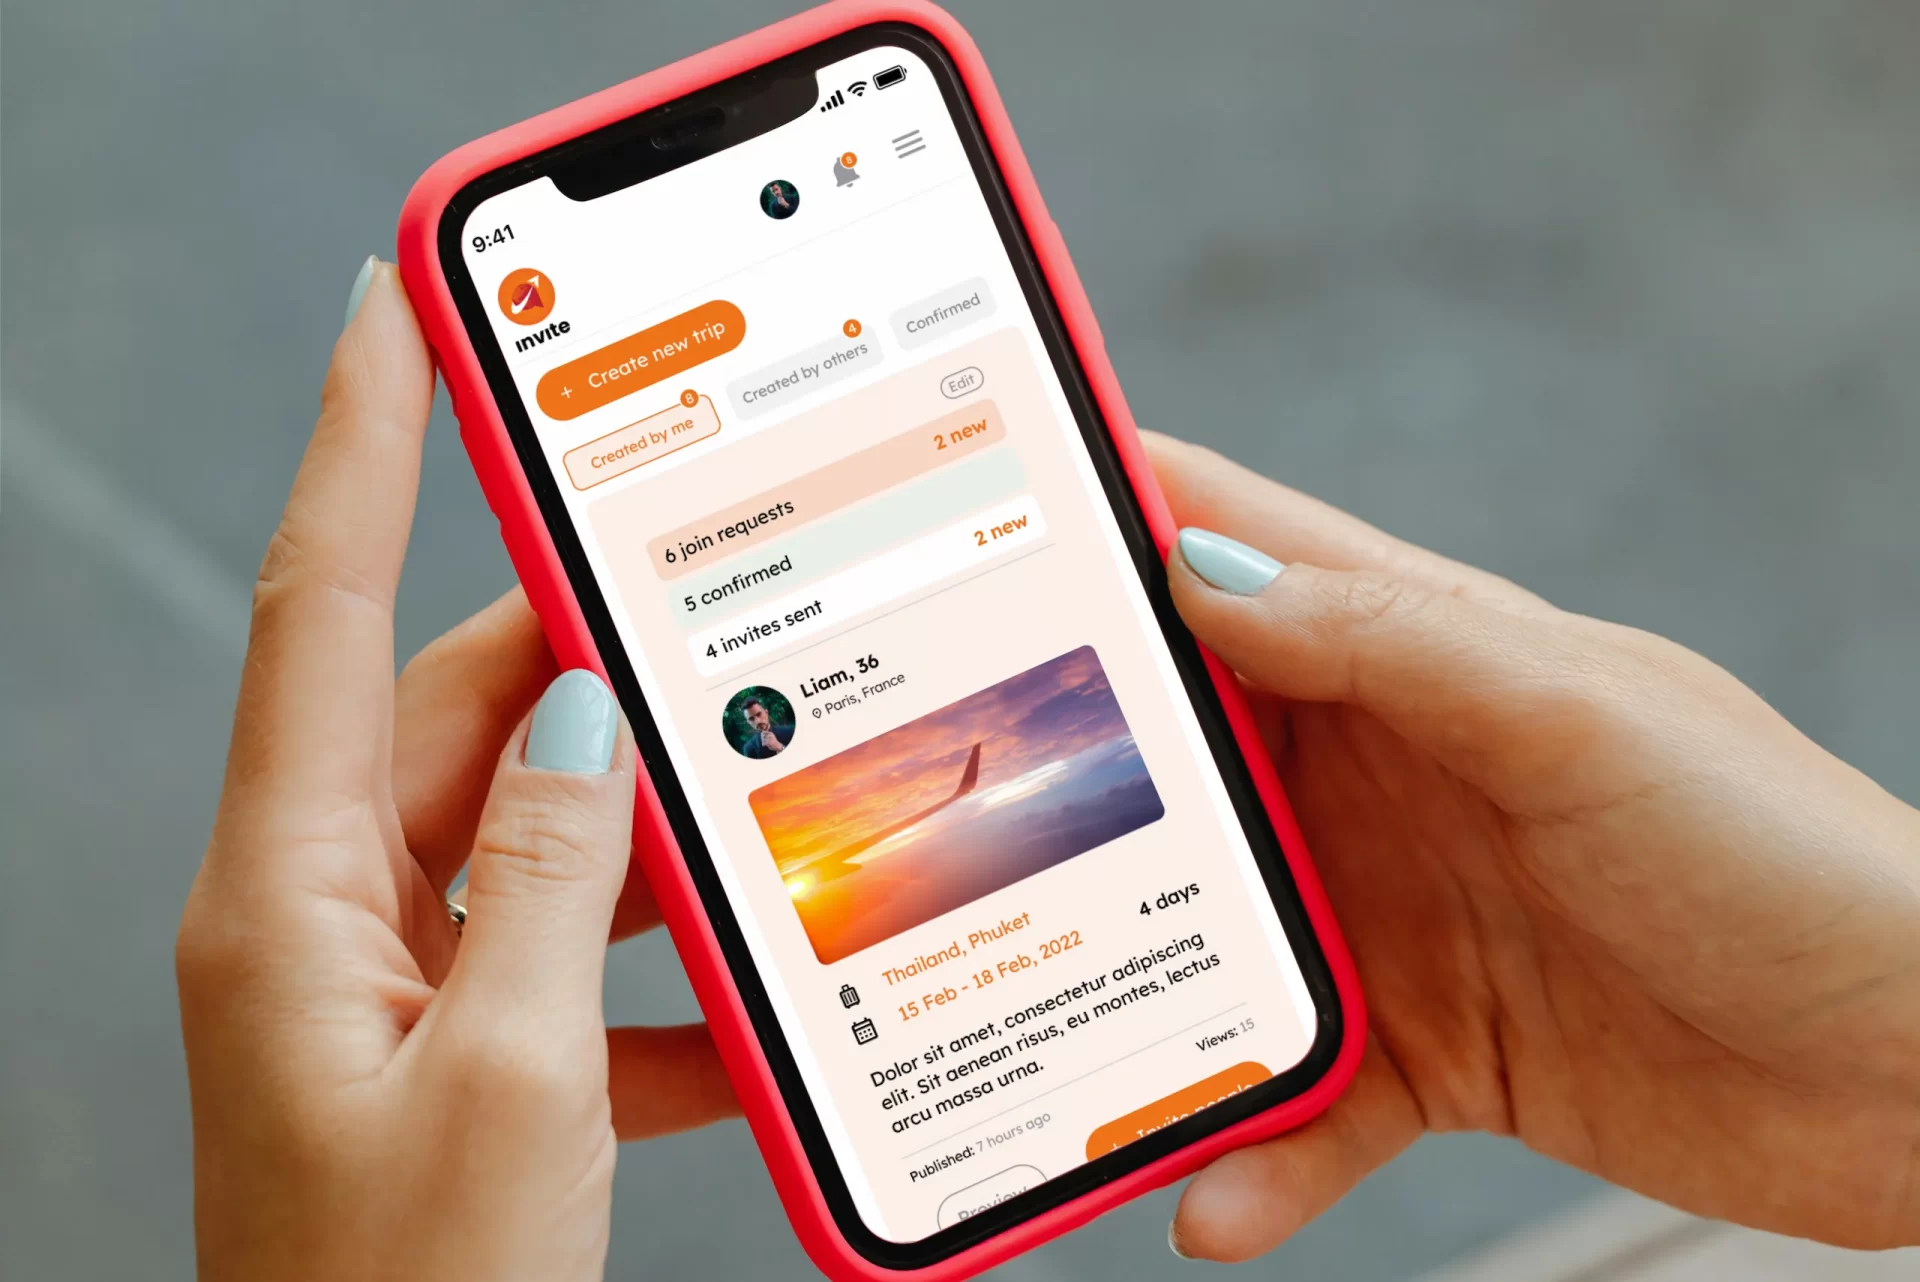 9:41
8
invite
+ Create new trip
Created by me
8
Created by others
4
Confirmed
Edit
6 join requests
2 new
5 confirmed
4 invites sent
2 new
Liam, 36
Paris, France
Thailand, Phuket
15 Feb - 18 Feb, 2022
4 days
Dolor sit amet, consectetur adipiscing
elit. Sit aenean risus, eu montes, lectus
arcu massa urna.
Views: 15
Published: 7 hours ago
+ Invite people
Preview